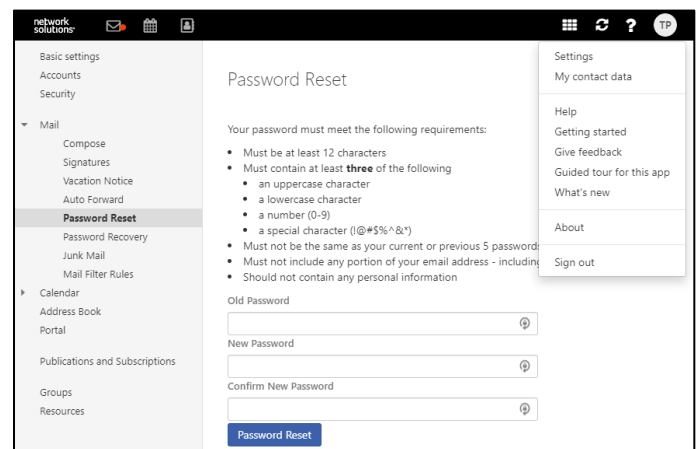 network
solutions
TP
Basic settings
Accounts
Security
Mail
Compose
Signatures
Vacation Notice
Auto Forward
Password Reset
Password Recovery
Junk Mail
Mail Filter Rules
Calendar
Address Book
Portal
Publications and Subscriptions
Groups
Resources
Password Reset
Your password must meet the following requirements:
Must be at least 12 characters
Must contain at least three of the following
an uppercase character
a lowercase character
a number (0-9)
a special character (!@#$%^&*)
Must not be the same as your current or previous 5 passwords
Must not include any portion of your email address - including
Should not contain any personal information
Old Password
New Password
Confirm New Password
Password Reset
Settings
My contact data
Help
Getting started
Give feedback
Guided tour for this app
What's new
About
Sign out